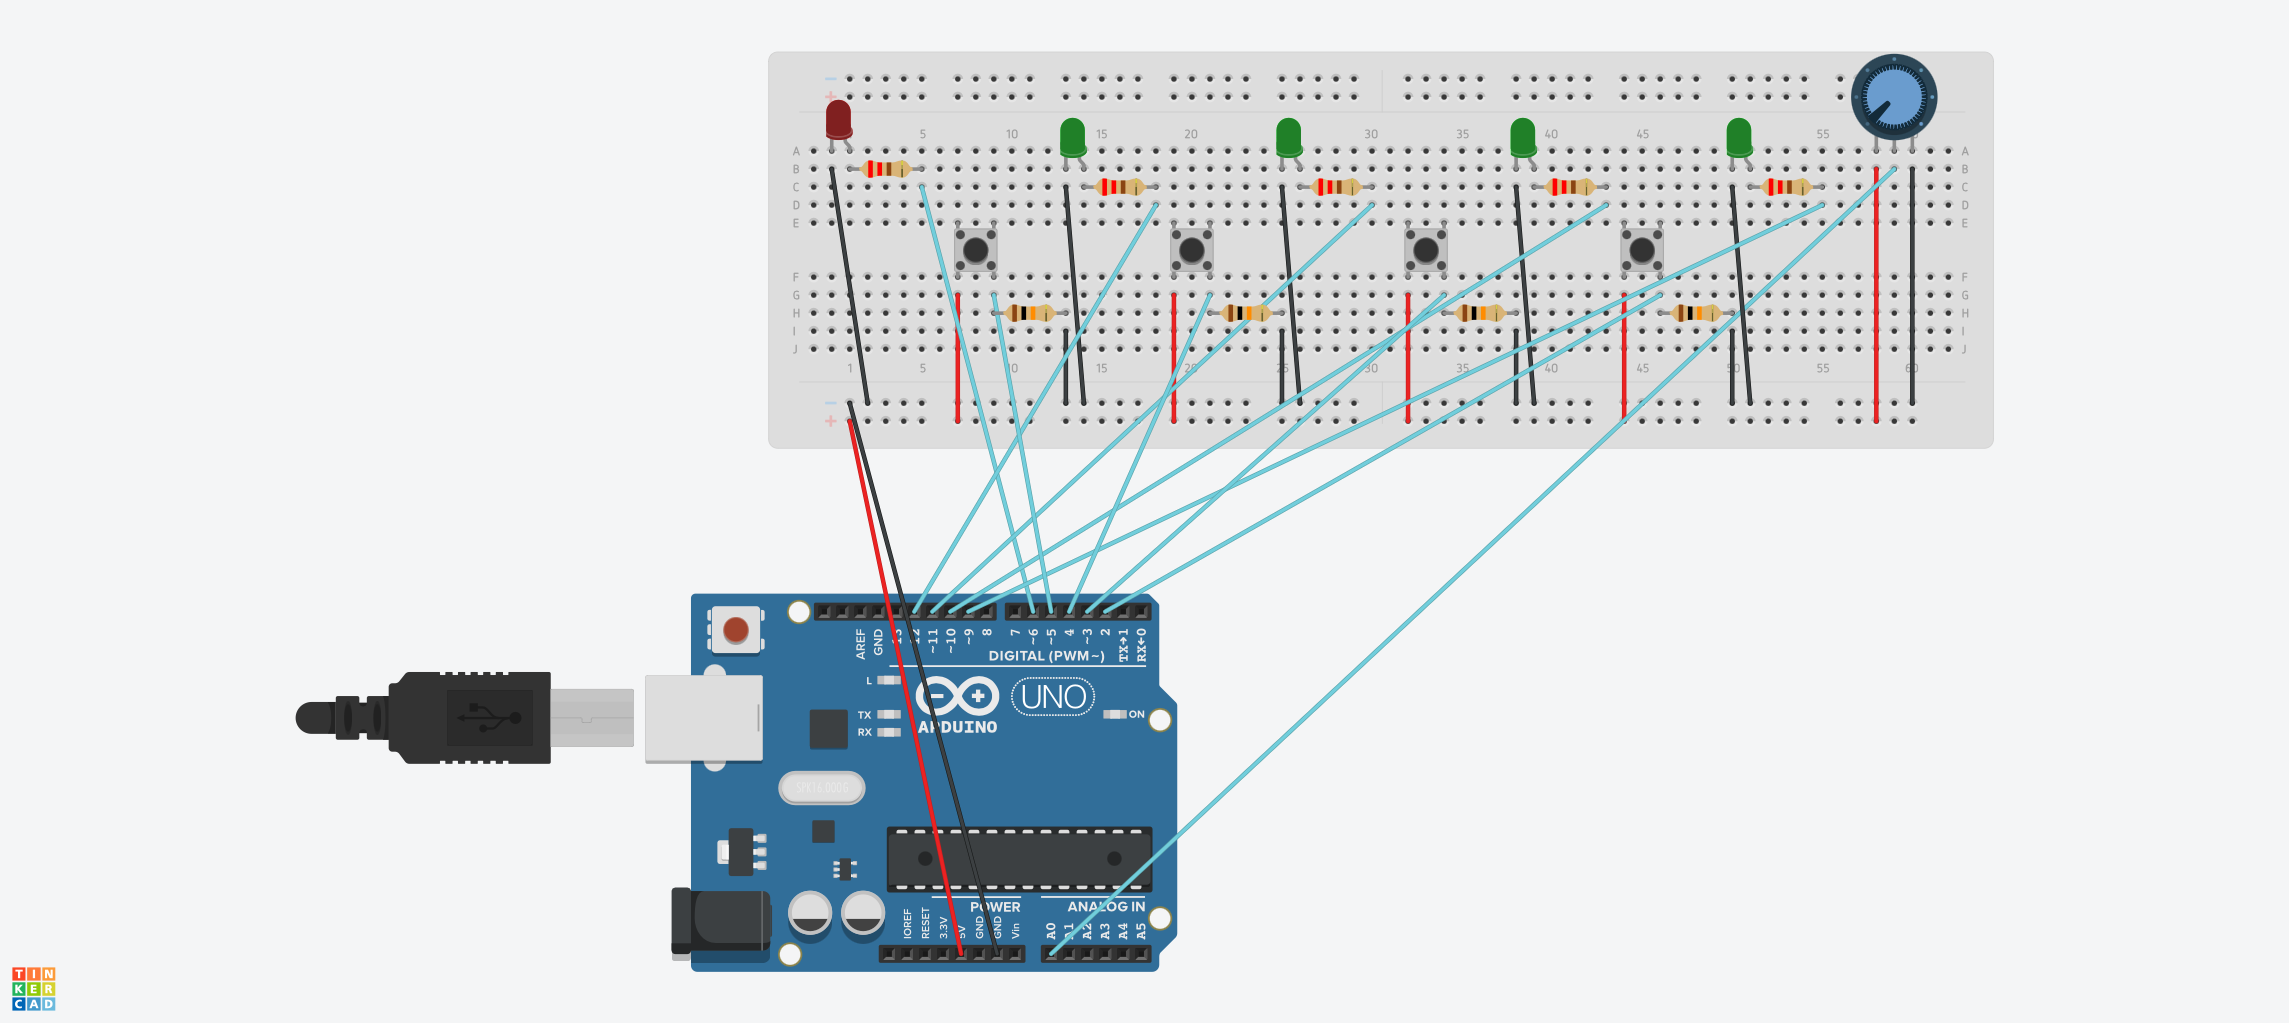 − +
5 10 15 20 30 35 40 45 55
A A
B B
C C
D D
E E
F F
G G
H H
I I
J J
1 5 10 15 20 25 30 35 40 45 50 55 60
− +
AREF GND 13 12 ~11 ~10 ~9 8 7 ~6 ~5 4 ~3 2 TX→1 RX←0
DIGITAL (PWM~)
L
TX
RX
UNO
ON
ARDUINO
POWER ANALOG IN
IOREF RESET 3.3V 5V GND GND Vin A0 A1 A2 A3 A4 A5
TIN
KER
CAD